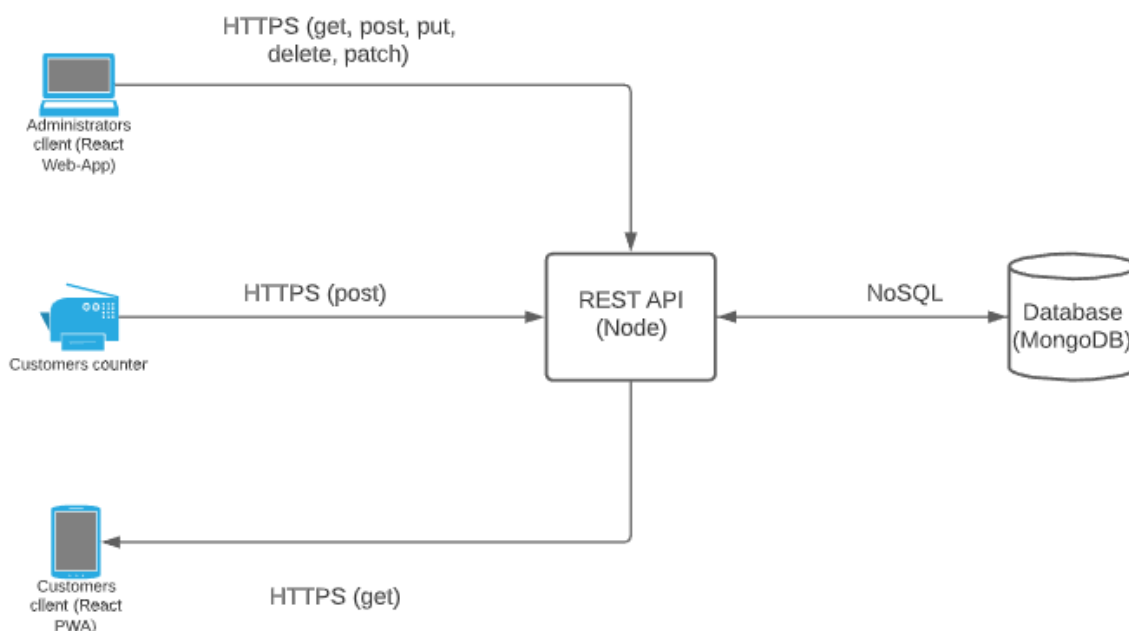 HTTPS (get, post, put,
delete, patch)
Administrators
client (React
Web-App)
HTTPS (post)
Customers counter
REST API
(Node)
NoSQL
Database
(MongoDB)
Customers
client (React
PWA)
HTTPS (get)